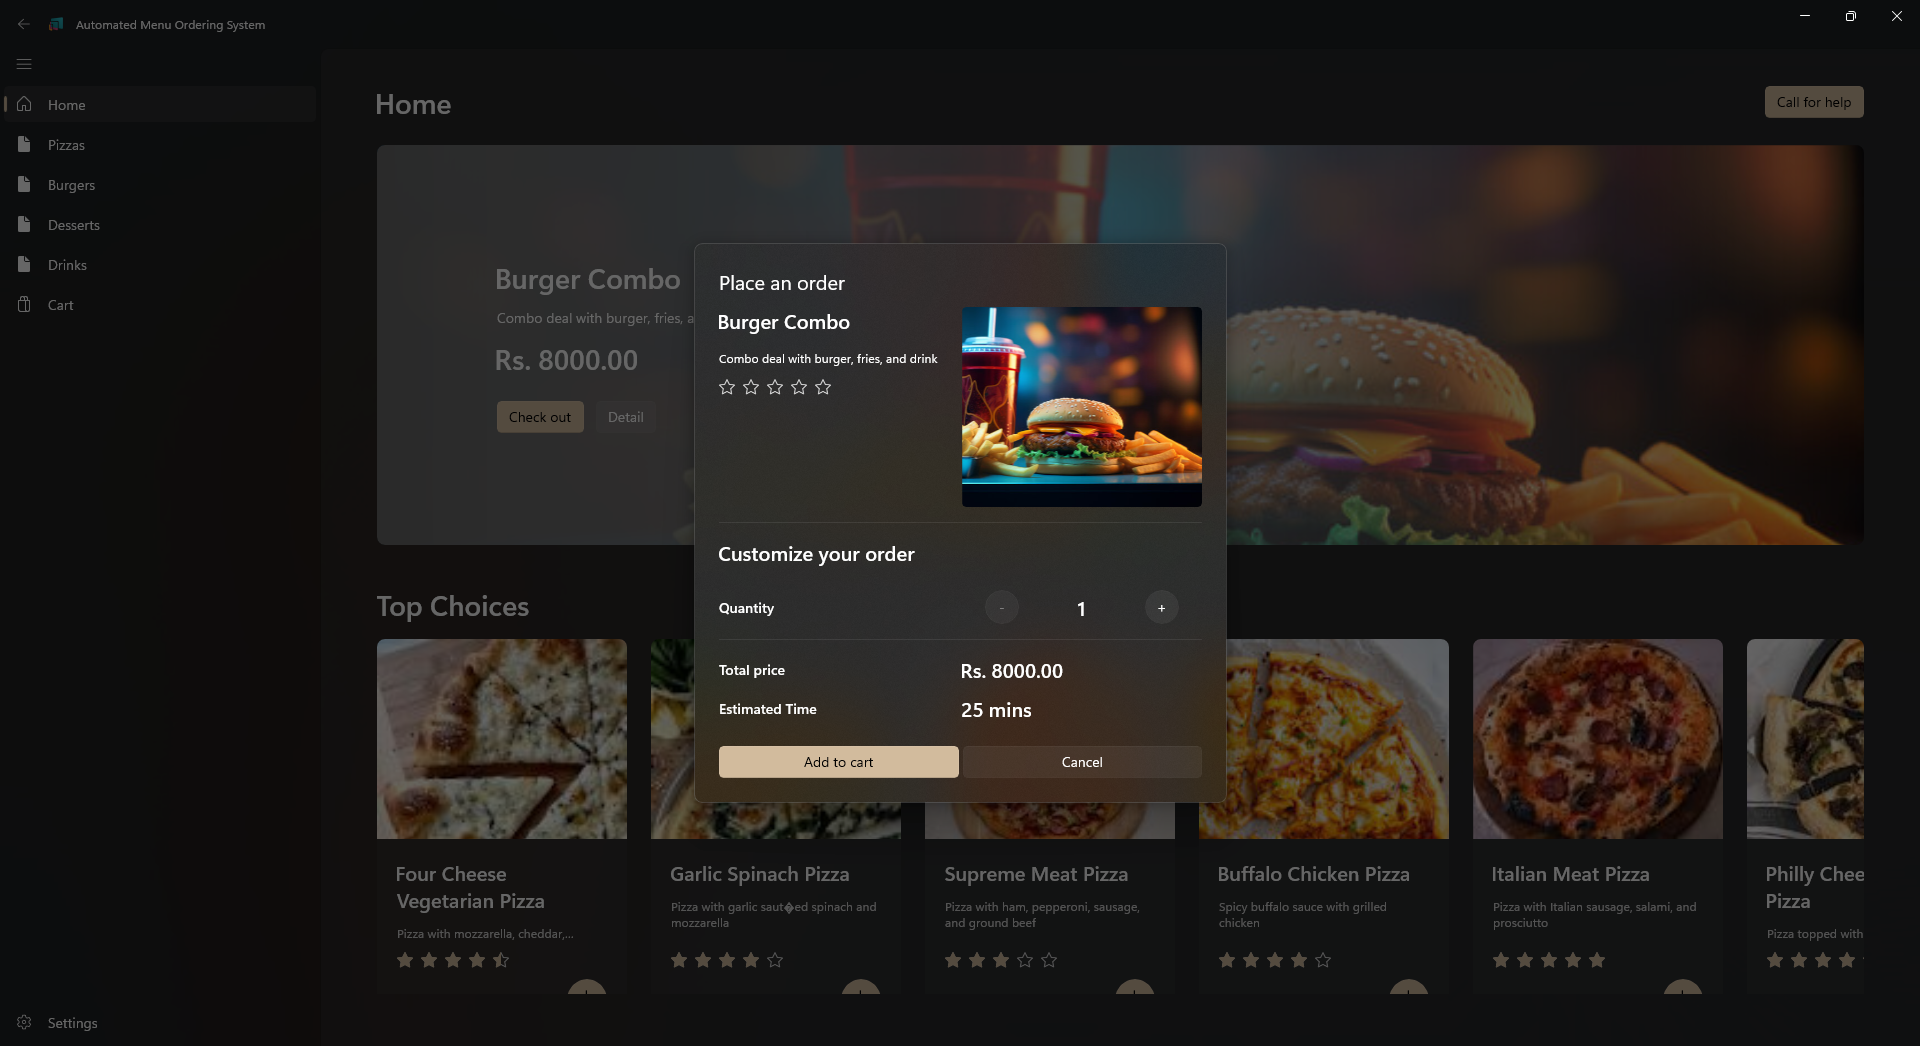 Automated Menu Ordering System
Home
Pizzas
Burgers
Desserts
Drinks
Cart
Settings
Home
Call for help
Burger Combo
Combo deal with burger, fries, a
Rs. 8000.00
Check out
Detail
Place an order
Burger Combo
Combo deal with burger, fries, and drink
Customize your order
Quantity
-
1
+
Total price
Rs. 8000.00
Estimated Time
25 mins
Add to cart
Cancel
Top Choices
Four Cheese
Vegetarian Pizza
Pizza with mozzarella, cheddar,...
Garlic Spinach Pizza
Pizza with garlic saut�ed spinach and
mozzarella
Supreme Meat Pizza
Pizza with ham, pepperoni, sausage,
and ground beef
Buffalo Chicken Pizza
Spicy buffalo sauce with grilled
chicken
Italian Meat Pizza
Pizza with Italian sausage, salami, and
prosciutto
Philly Chee
Pizza
Pizza topped with